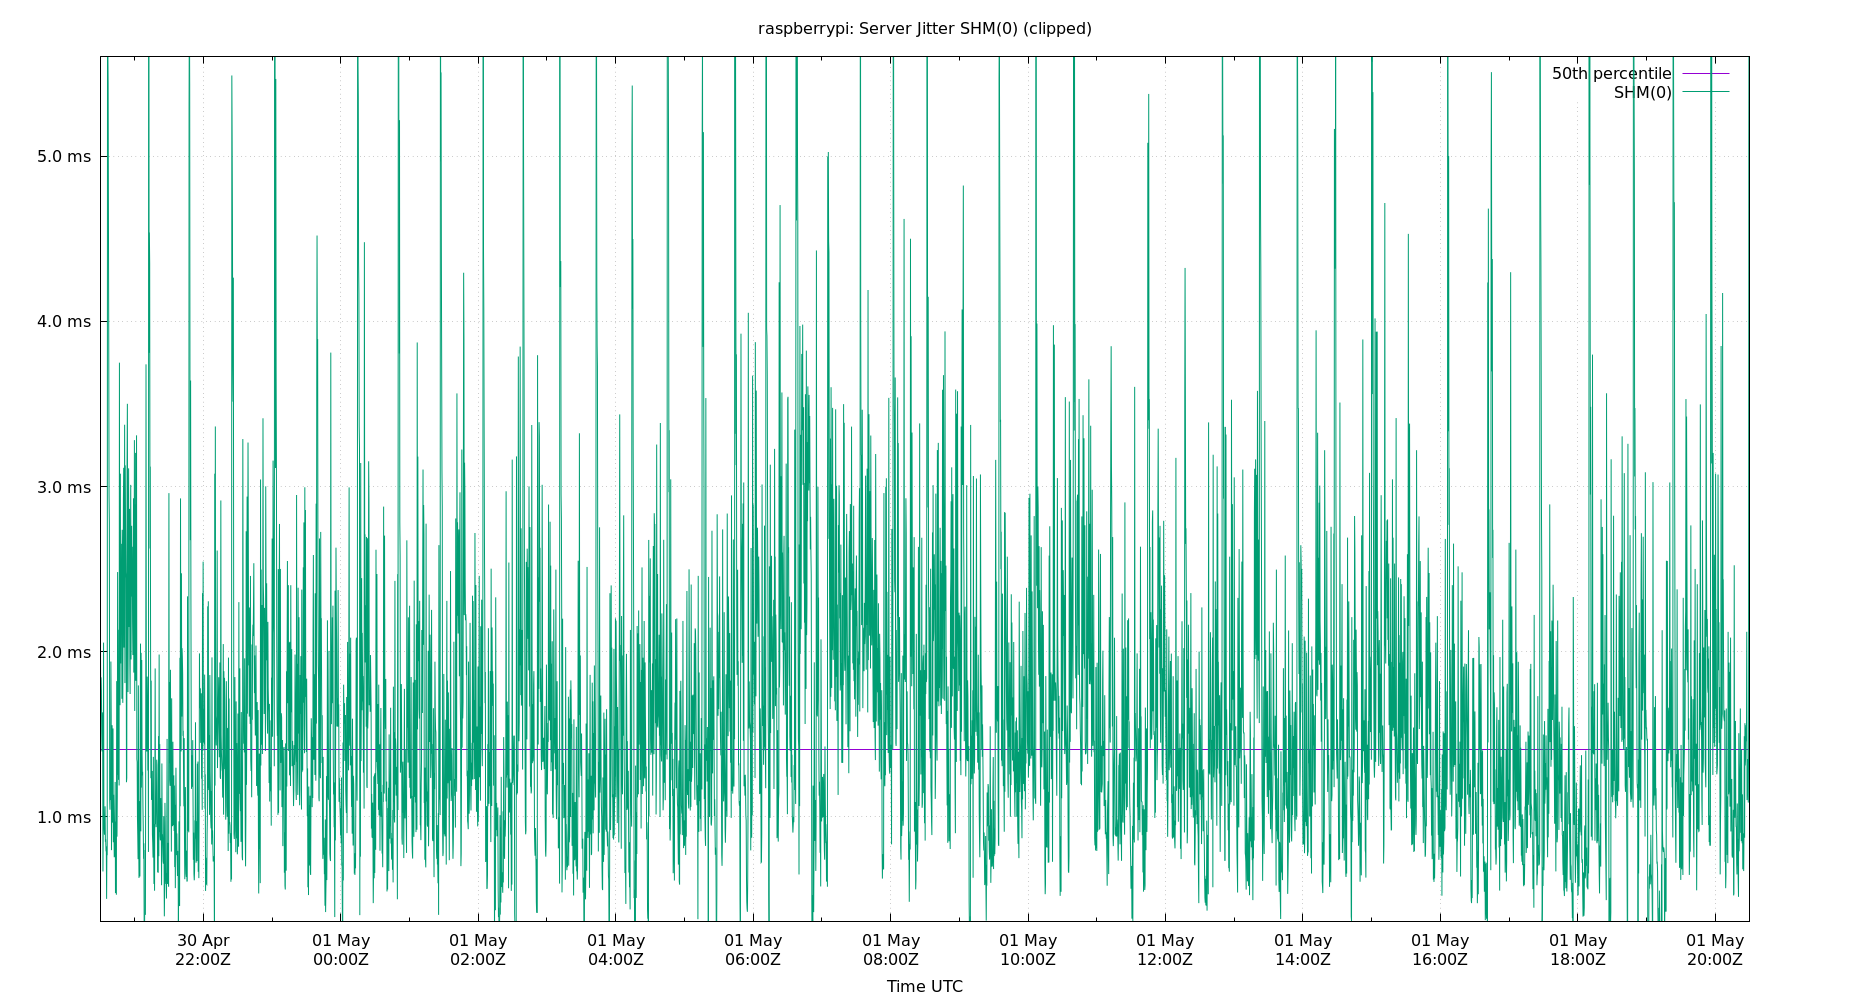 raspberrypi: Server Jitter SHM(0) (clipped)
50th percentile
SHM(0)
5.0 ms
4.0 ms
3.0 ms
2.0 ms
1.0 ms
30 Apr 01 May 01 May 01 May 01 May 01 May 01 May 01 May 01 May 01 May 01 May 01 May
22:00Z 00:00Z 02:00Z 04:00Z 06:00Z 08:00Z 10:00Z 12:00Z 14:00Z 16:00Z 18:00Z 20:00Z
Time UTC